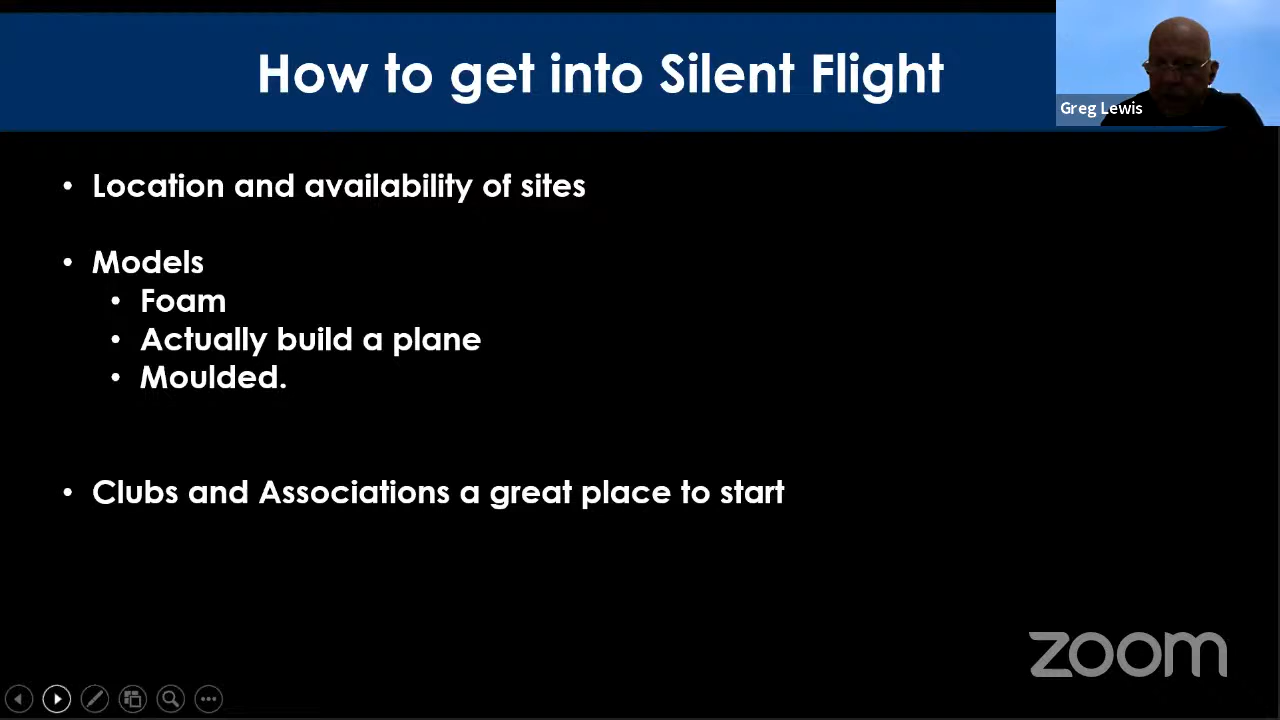 How to get into Silent Flight
Greg Lewis
• Location and availability of sites
• Models
• Foam
• Actually build a plane
• Moulded.
• Clubs and Associations a great place to start
zoom